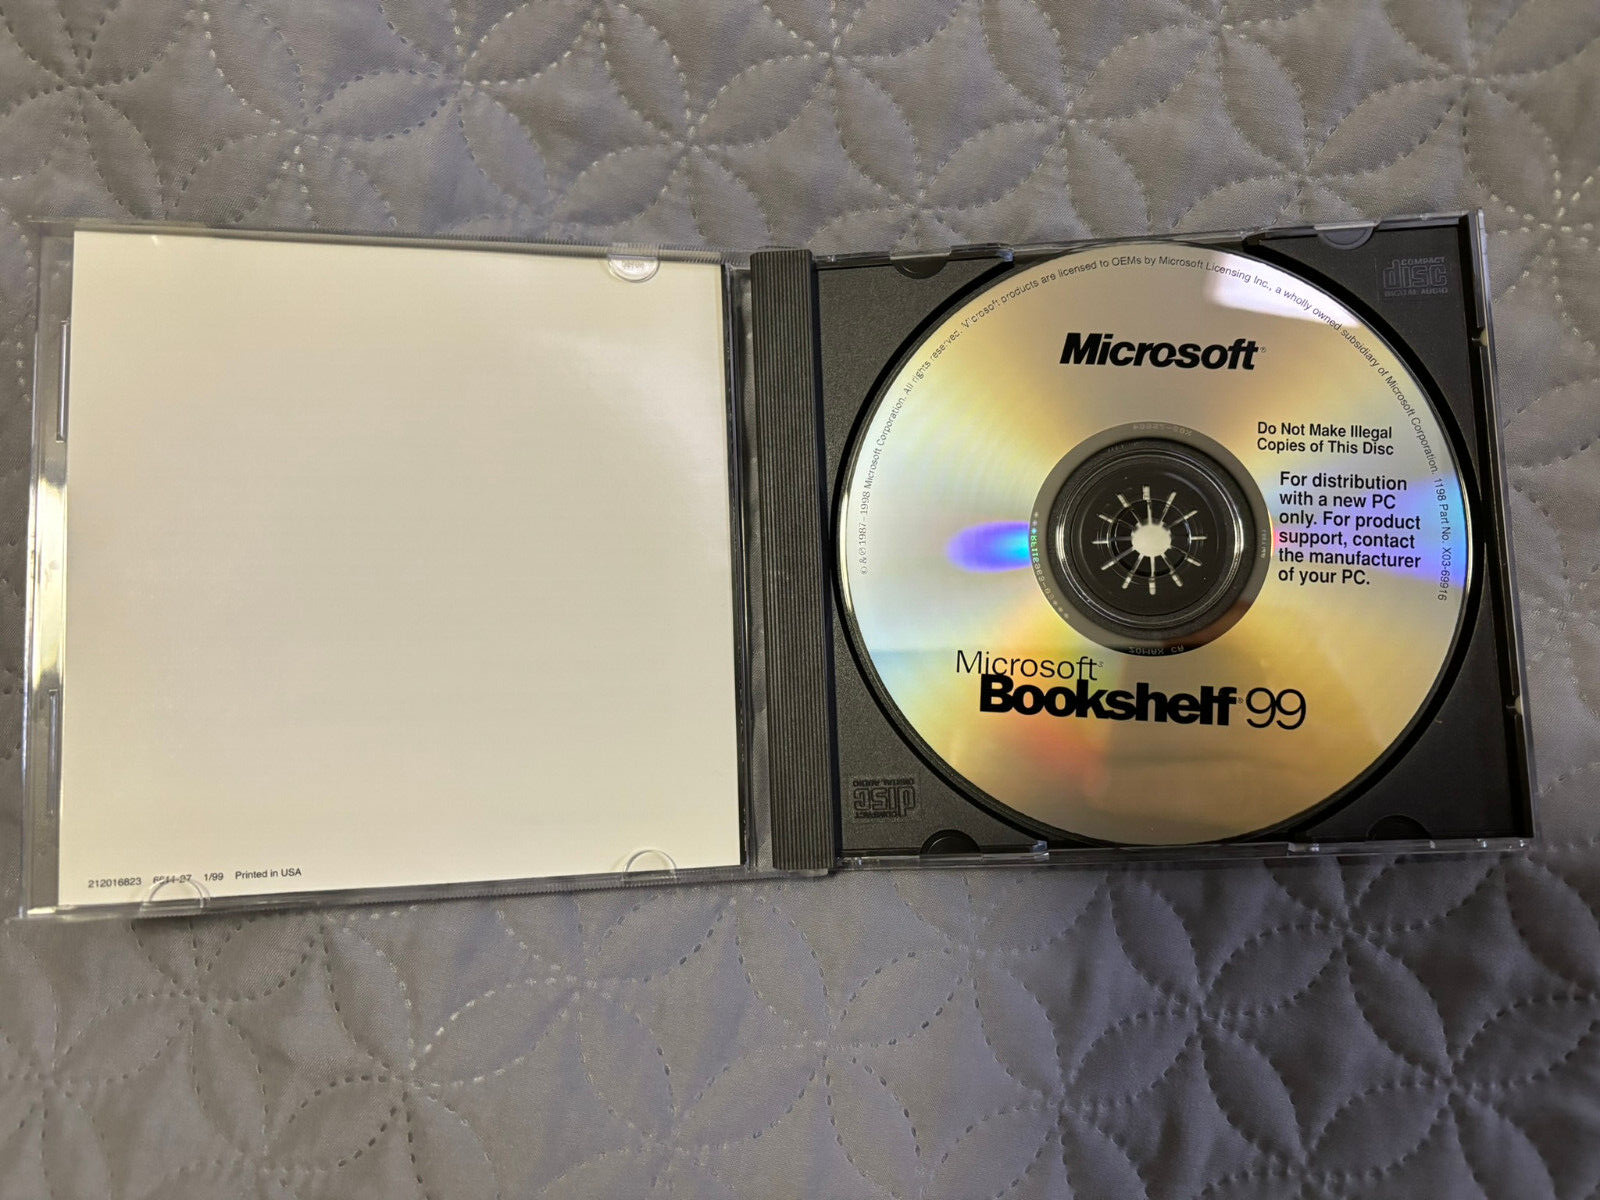 © & ℗ 1987–1998 Microsoft Corporation. All rights reserved. Microsoft products are licensed to OEMs by Microsoft Licensing Inc., a wholly owned subsidiary of Microsoft Corporation. 1198 Part No. X03-69916
Microsoft®
Do Not Make Illegal
Copies of This Disc
For distribution
with a new PC
only. For product
support, contact
the manufacturer
of your PC.
Microsoft®
Bookshelf® 99
COMPACT
disc
DIGITAL AUDIO
COMPACT
disc
DIGITAL AUDIO
212016823 1/99 Printed in USA